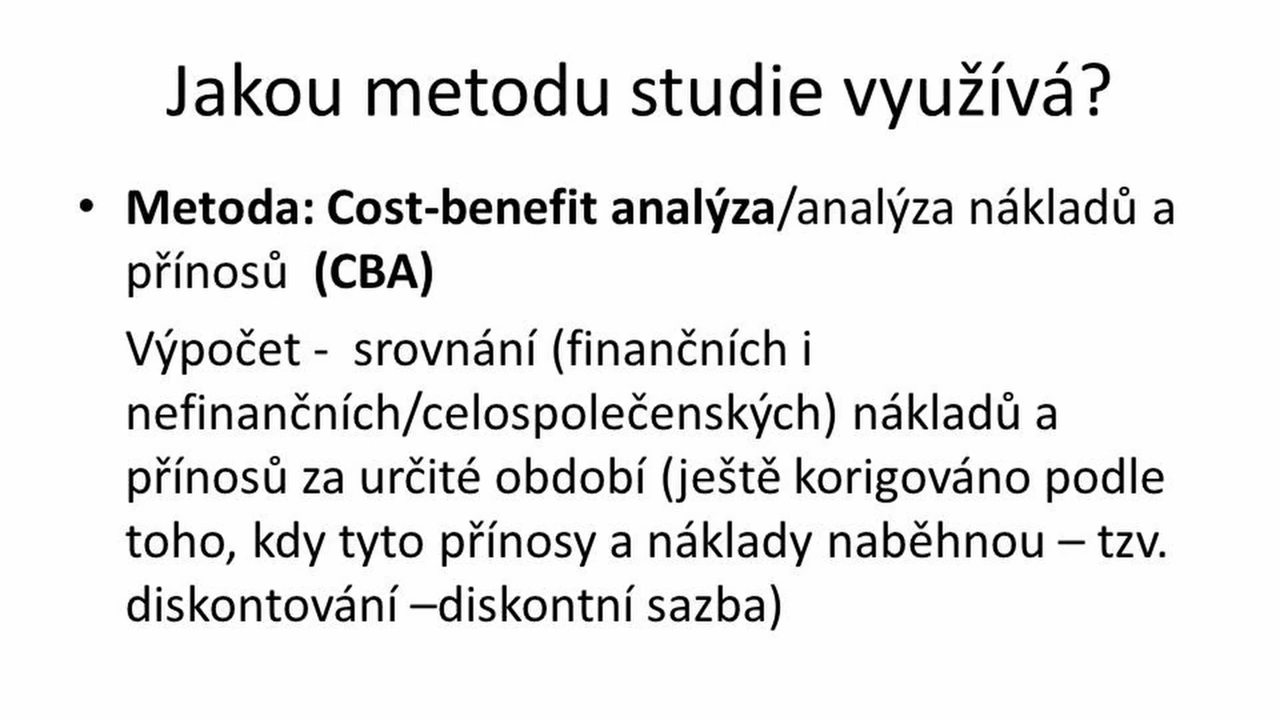 Jakou metodu studie využívá?
• Metoda: Cost-benefit analýza/analýza nákladů a
přínosů (CBA)
Výpočet - srovnání (finančních i
nefinančních/celospolečenských) nákladů a
přínosů za určité období (ještě korigováno podle
toho, kdy tyto přínosy a náklady naběhnou – tzv.
diskontování –diskontní sazba)